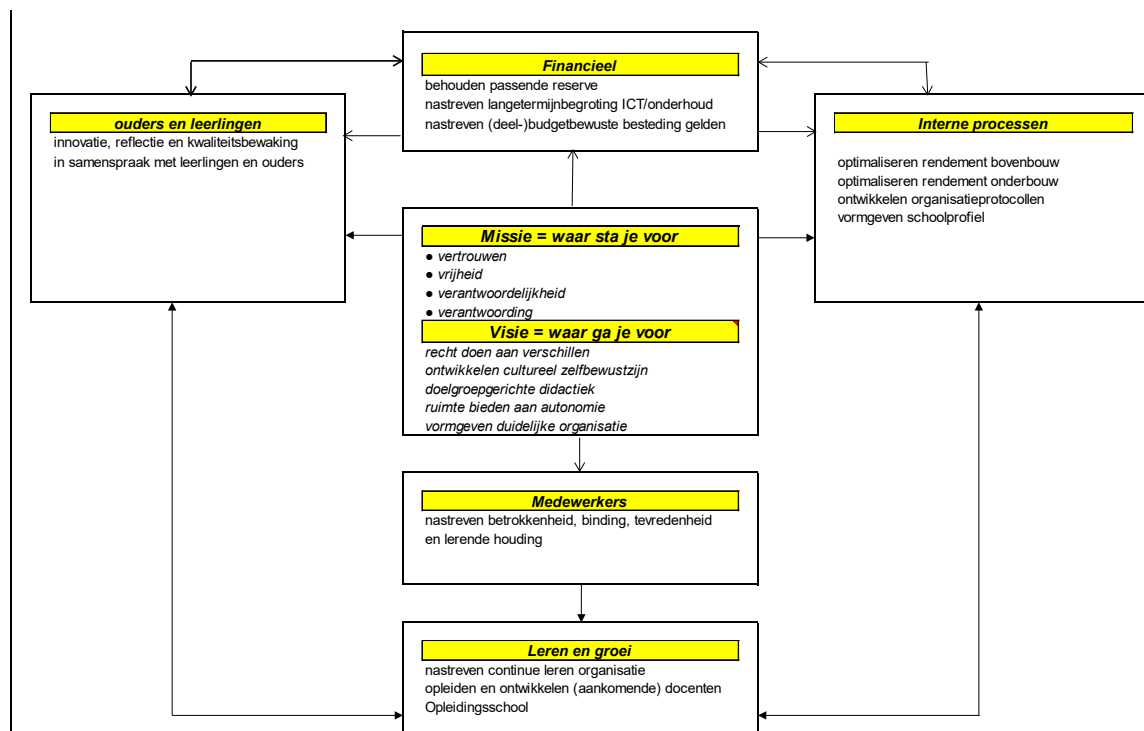 Financieel
behouden passende reserve
nastreven langetermijnbegroting ICT/onderhoud
nastreven (deel-)budgetbewuste besteding gelden
ouders en leerlingen
innovatie, reflectie en kwaliteitsbewaking
in samenspraak met leerlingen en ouders
Interne processen
optimaliseren rendement bovenbouw
optimaliseren rendement onderbouw
ontwikkelen organisatieprotocollen
vormgeven schoolprofiel
Missie = waar sta je voor
● vertrouwen
● vrijheid
● verantwoordelijkheid
● verantwoording
Visie = waar ga je voor
recht doen aan verschillen
ontwikkelen cultureel zelfbewustzijn
doelgroepgerichte didactiek
ruimte bieden aan autonomie
vormgeven duidelijke organisatie
Medewerkers
nastreven betrokkenheid, binding, tevredenheid
en lerende houding
Leren en groei
nastreven continue leren organisatie
opleiden en ontwikkelen (aankomende) docenten
Opleidingsschool